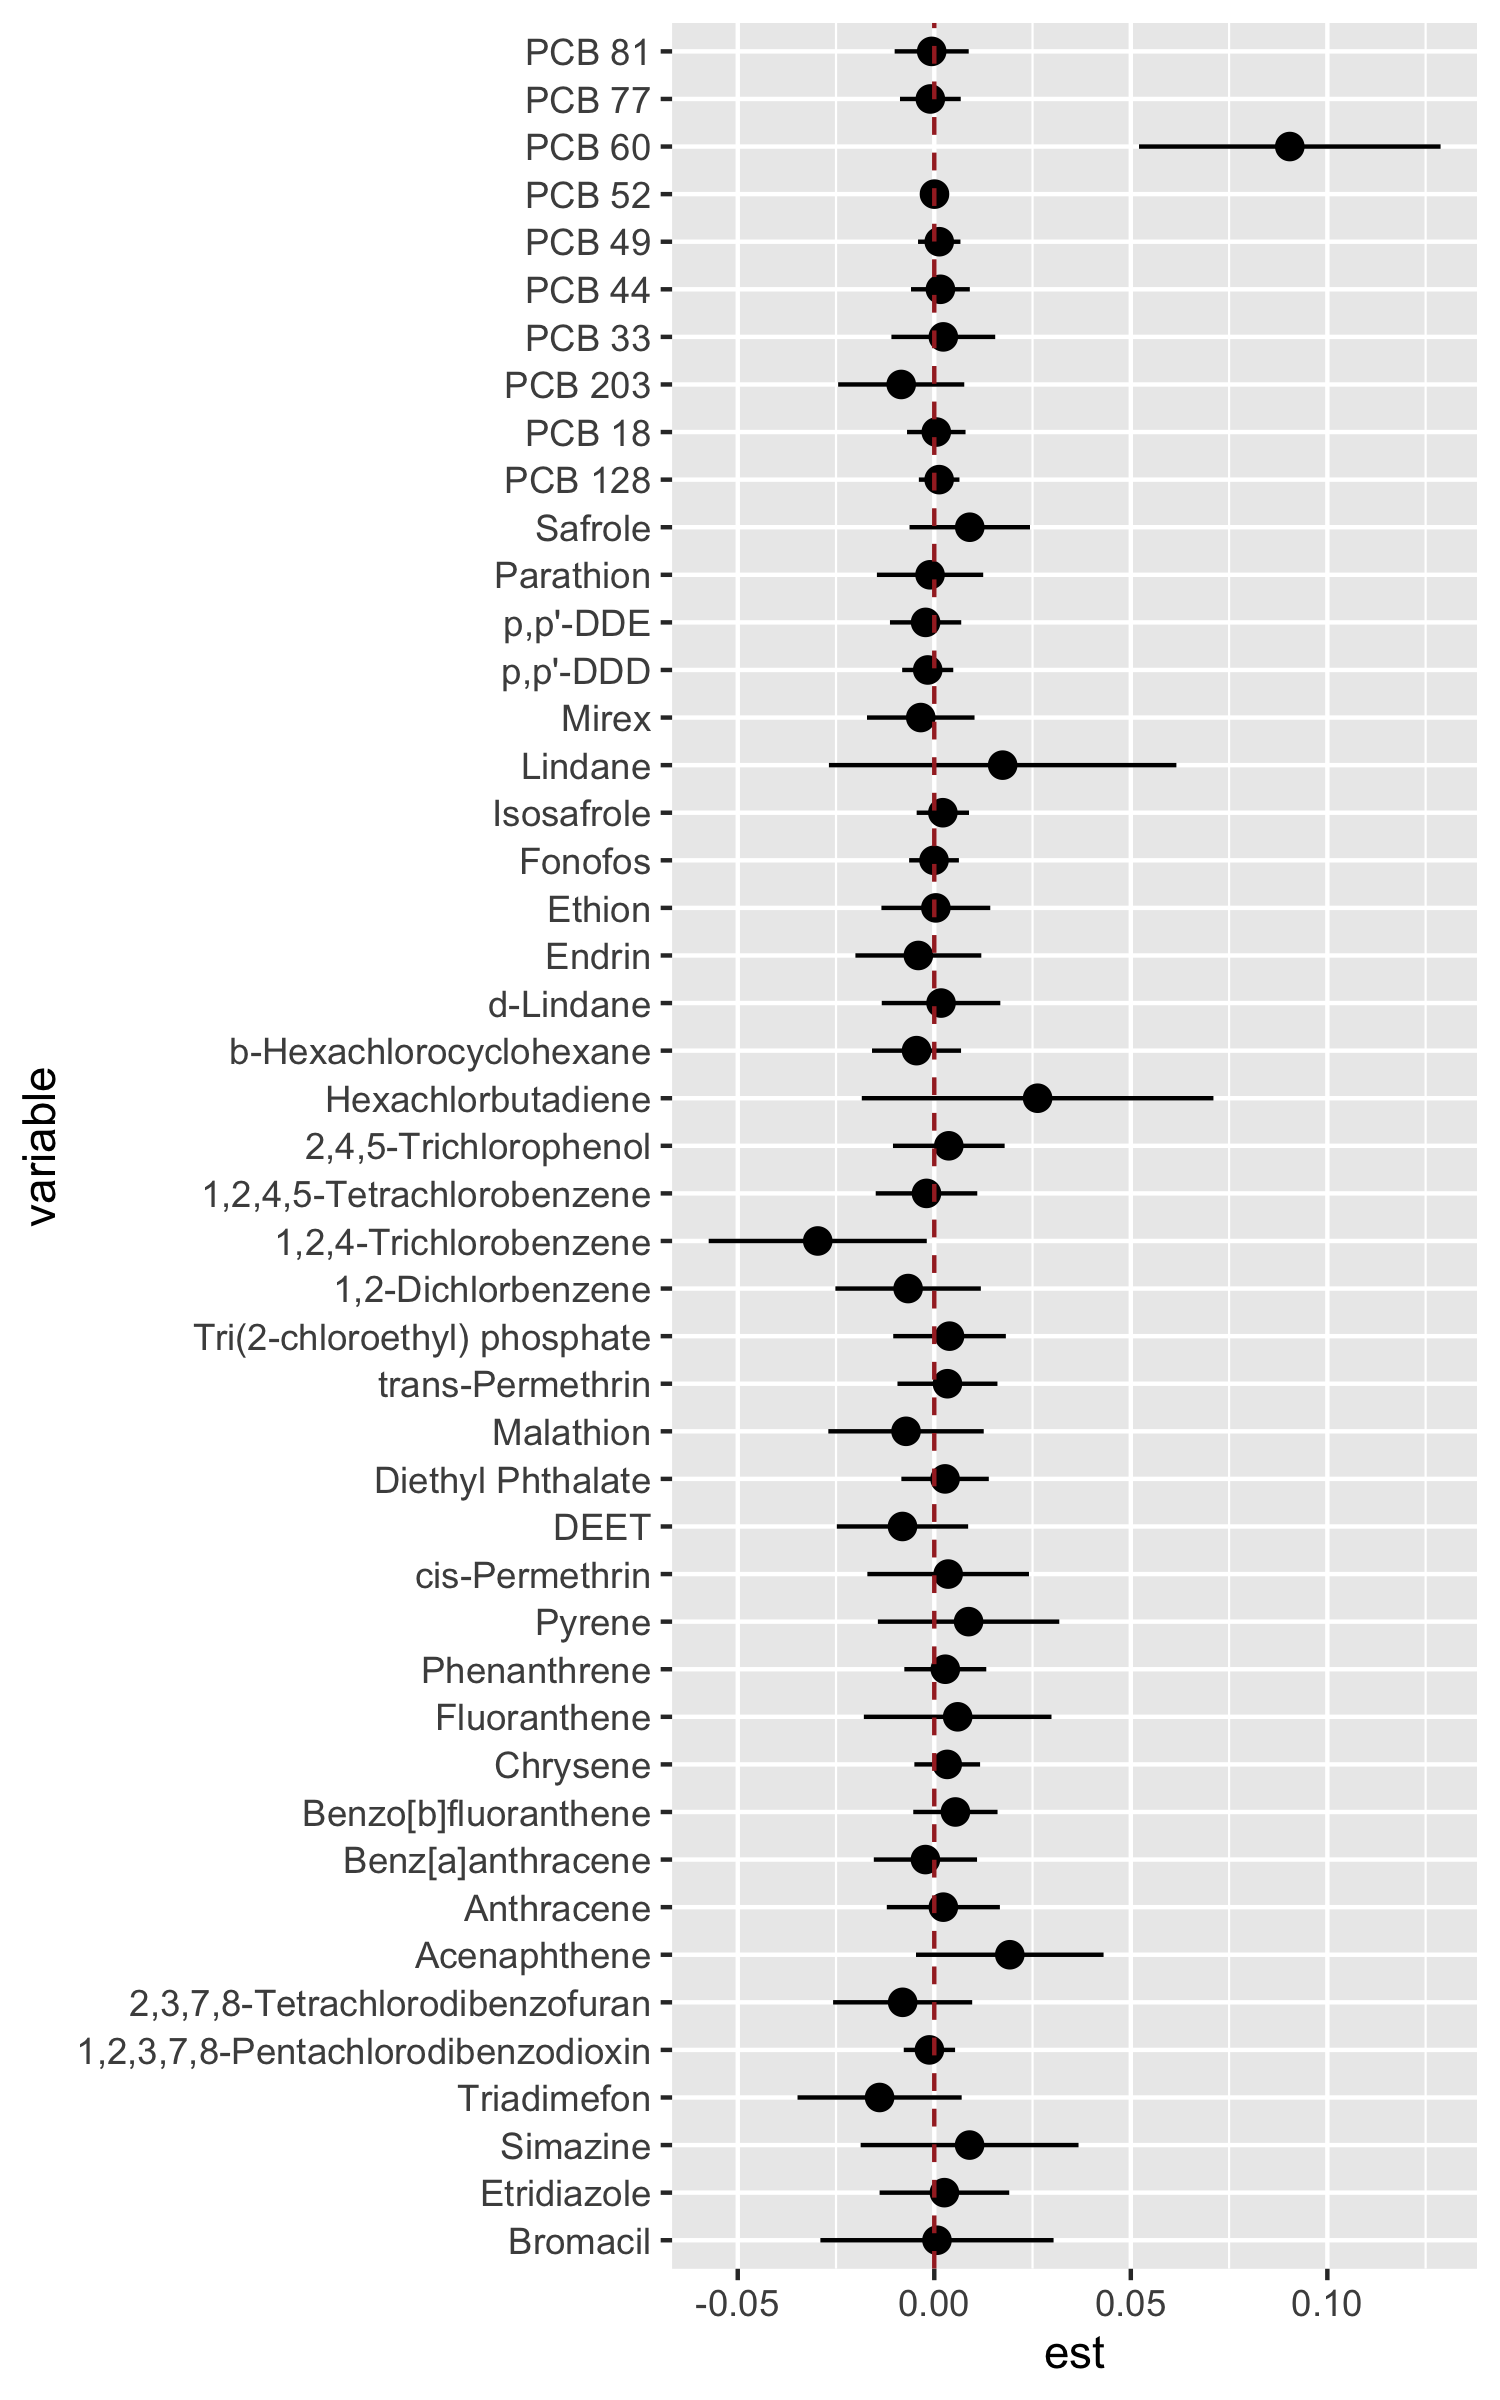 PCB 81
PCB 77
PCB 60
PCB 52
PCB 49
PCB 44
PCB 33
PCB 203
PCB 18
PCB 128
Safrole
Parathion
p,p'-DDE
p,p'-DDD
Mirex
Lindane
Isosafrole
Fonofos
Ethion
Endrin
d-Lindane
b-Hexachlorocyclohexane
Hexachlorbutadiene
2,4,5-Trichlorophenol
1,2,4,5-Tetrachlorobenzene
1,2,4-Trichlorobenzene
1,2-Dichlorbenzene
Tri(2-chloroethyl) phosphate
trans-Permethrin
Malathion
Diethyl Phthalate
DEET
cis-Permethrin
Pyrene
Phenanthrene
Fluoranthene
Chrysene
Benzo[b]fluoranthene
Benz[a]anthracene
Anthracene
Acenaphthene
2,3,7,8-Tetrachlorodibenzofuran
1,2,3,7,8-Pentachlorodibenzodioxin
Triadimefon
Simazine
Etridiazole
Bromacil
variable
-0.05 0.00 0.05 0.10
est